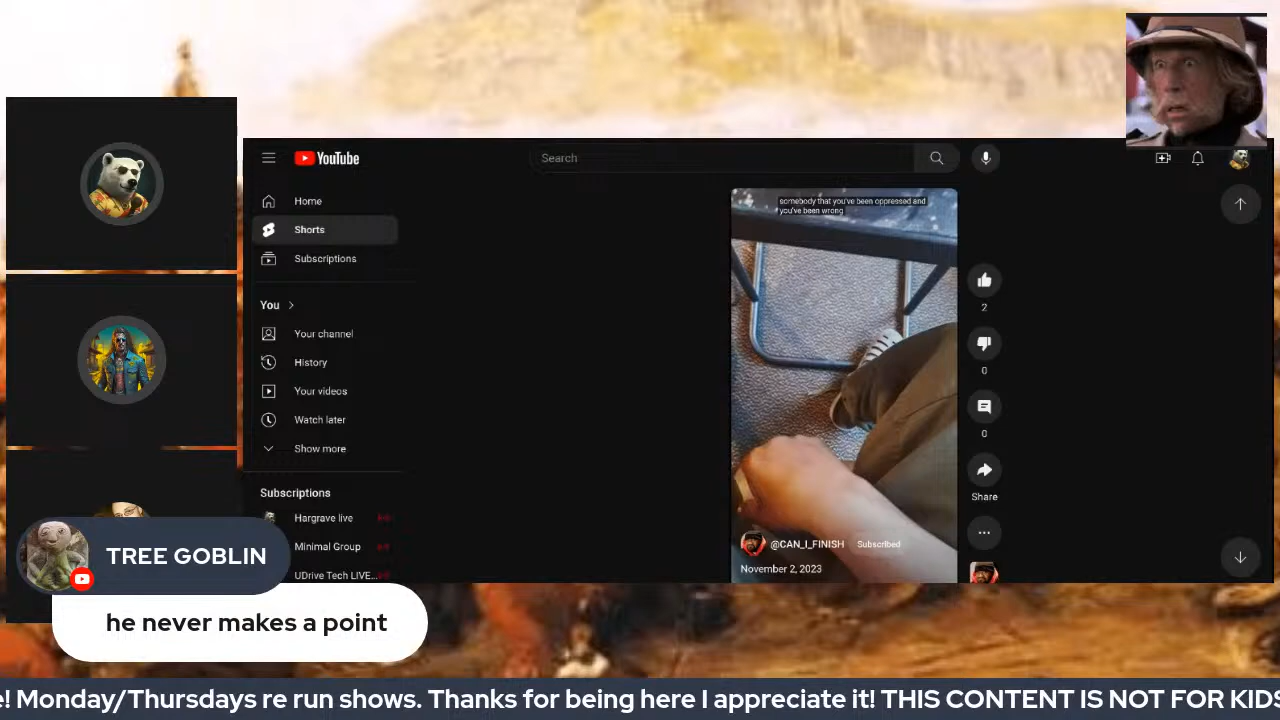 YouTube
Search
Home
Shorts
Subscriptions
You
Your channel
History
Your videos
Watch later
Show more
Subscriptions
Hargrave live
Minimal Group
UDrive Tech LIVE...
somebody that you've been oppressed and
you've been wrong
2
0
0
Share
@CAN_I_FINISH Subscribed
November 2, 2023
TREE GOBLIN
he never makes a point
e! Monday/Thursdays re run shows. Thanks for being here I appreciate it! THIS CONTENT IS NOT FOR KIDS